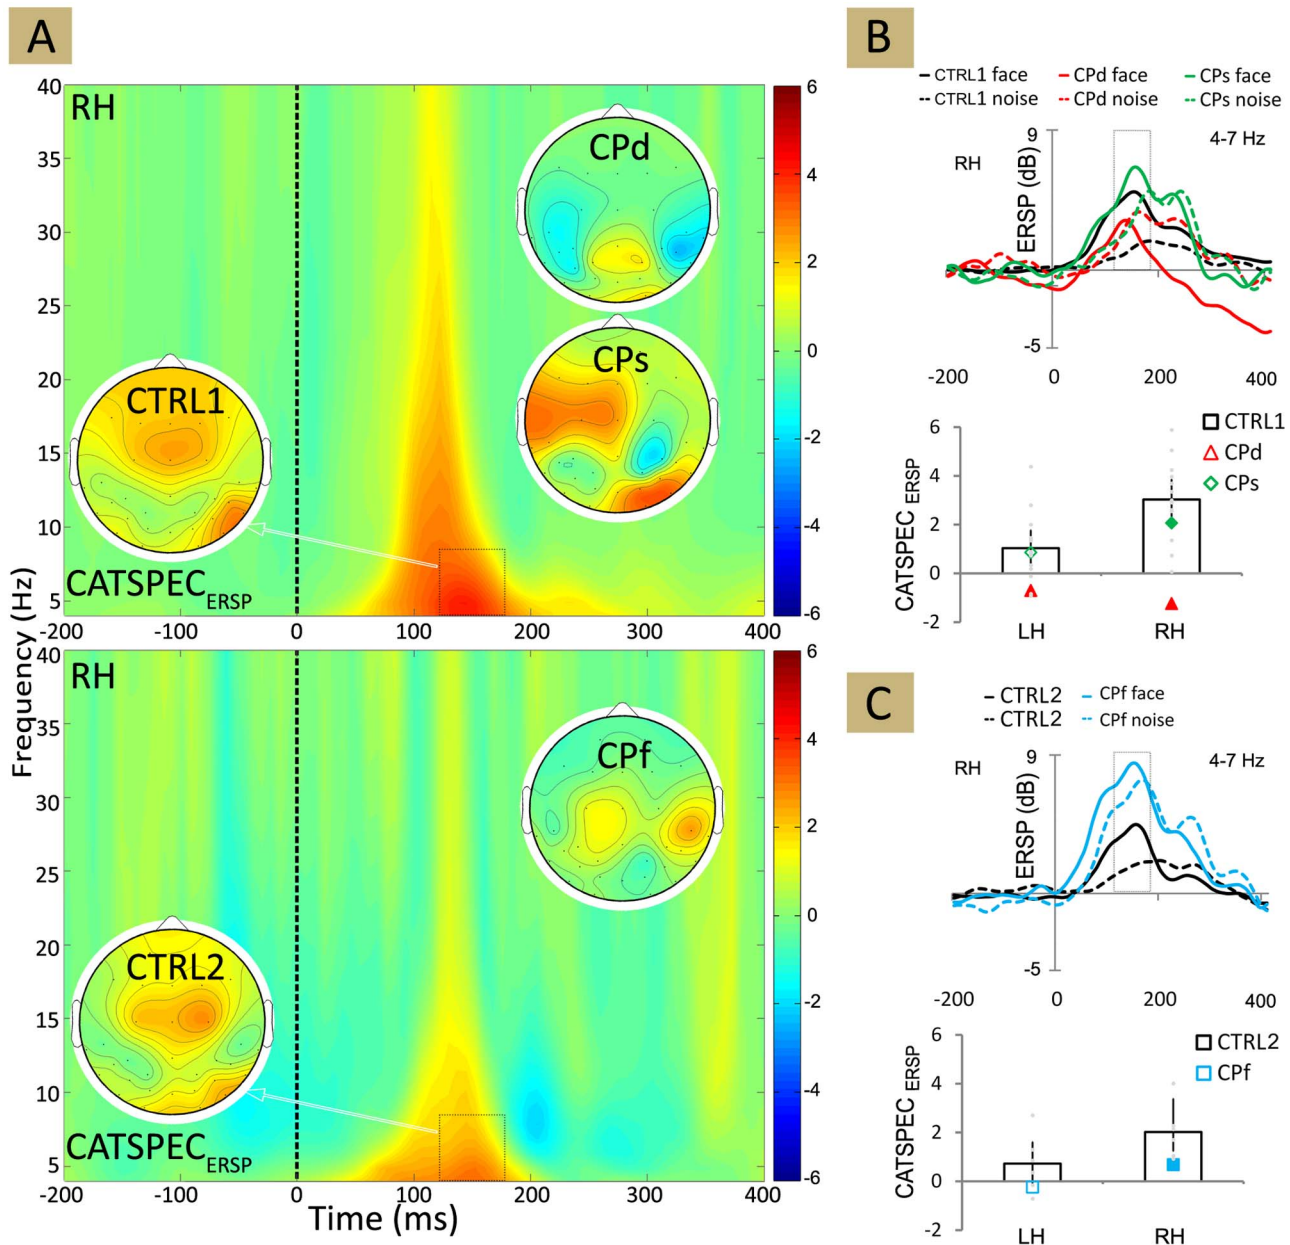 A
RH
CPd
CPs
CTRL1
CATSPEC ERSP
40
35
30
25
20
15
10
5
-200 -100 0 100 200 300 400
6
4
2
0
-2
-4
-6
RH
CPf
CTRL2
CATSPEC ERSP
40
35
30
25
20
15
10
5
-200 -100 0 100 200 300 400
6
4
2
0
-2
-4
-6
Frequency (Hz)
Time (ms)
B
CTRL1 face CPd face CPs face
CTRL1 noise CPd noise CPs noise
RH
ERSP (dB)
9
4-7 Hz
-5
-200 0 200 400
CATSPEC ERSP
6
4
2
0
-2
CTRL1
CPd
CPs
LH RH
C
CTRL2 CPf face
CTRL2 CPf noise
RH
ERSP (dB)
9
4-7 Hz
-5
-200 0 200 400
CATSPEC ERSP
6
4
2
0
-2
CTRL2
CPf
LH RH